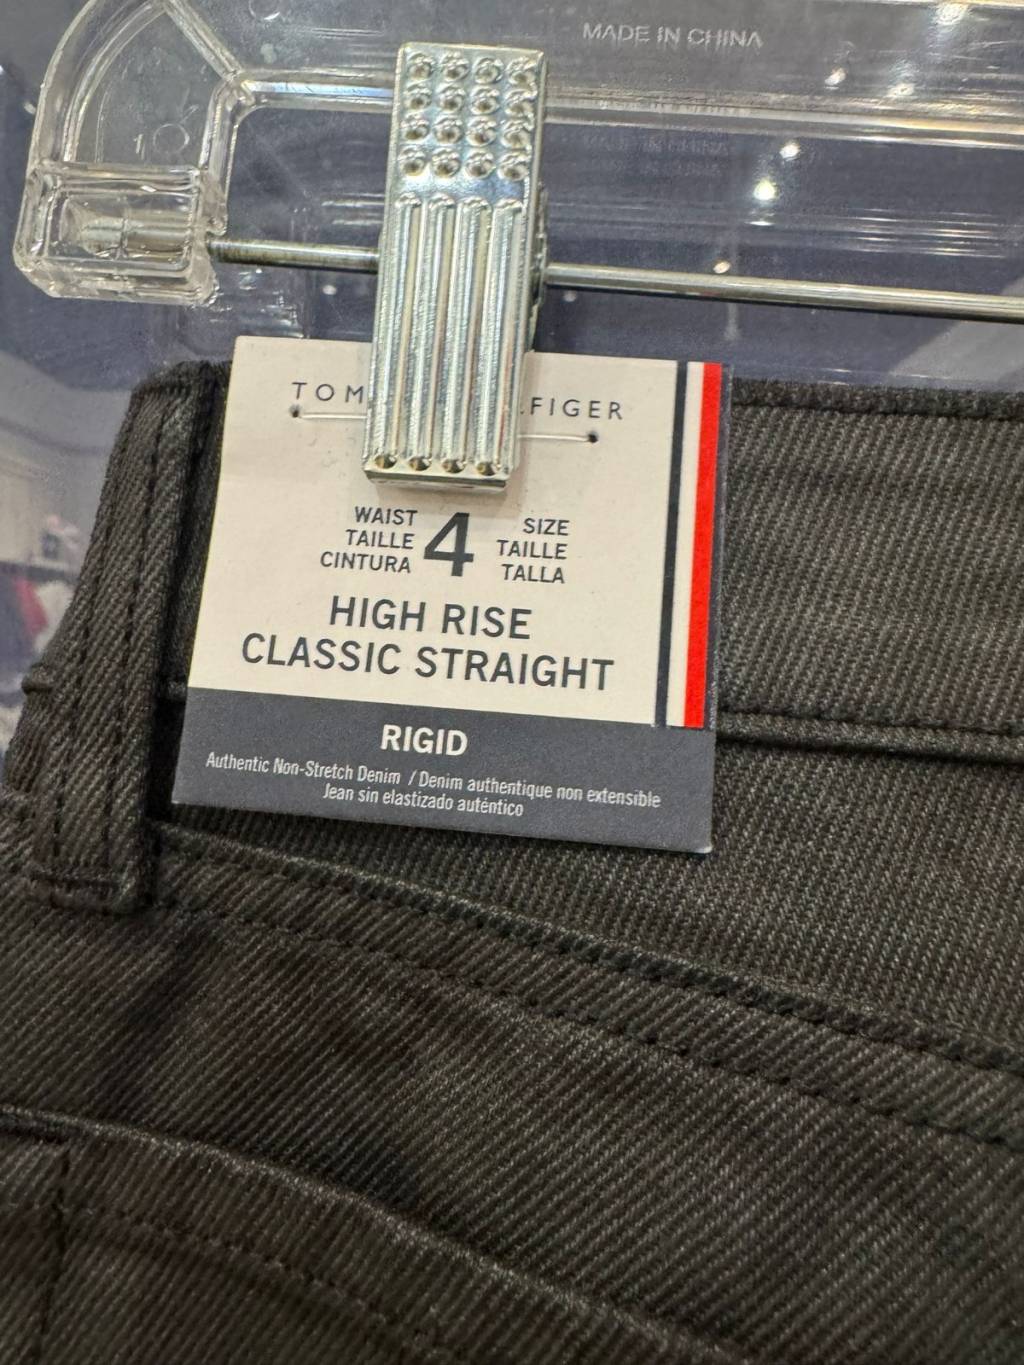 MADE IN CHINA
10
TOM FIGER
WAIST
TAILLE
CINTURA
4
SIZE
TAILLE
TALLA
HIGH RISE
CLASSIC STRAIGHT
RIGID
Authentic Non-Stretch Denim / Denim authentique non extensible
Jean sin elastizado auténtico